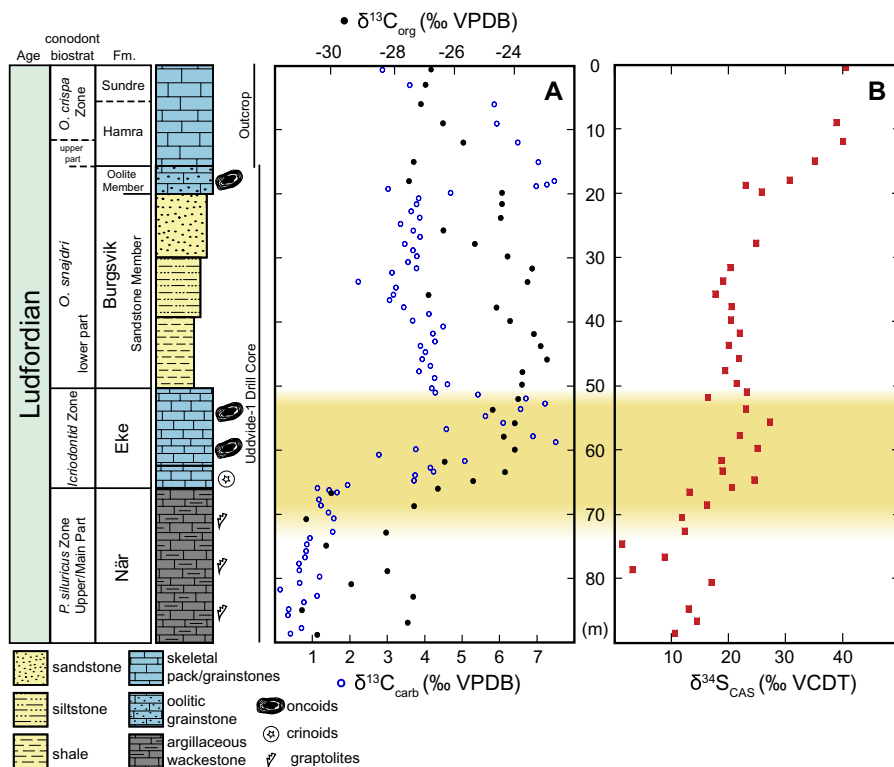 ● δ13Corg (‰ VPDB)
conodont
Age biostrat Fm.
-30 -28 -26 -24
Ludfordian
O. crispa
Zone
upper
part
O. snajdri
lower part
Icriodontid Zone
P. siluricus Zone
Upper/Main Part
Sundre
Hamra
Oolite
Member
Burgsvik
Sandstone Member
Eke
När
Outcrop
Uddvide-1 Drill Core
A
B
0
10
20
30
40
50
60
70
80
(m)
1 2 3 4 5 6 7
δ13Ccarb (‰ VPDB)
10 20 30 40
δ34SCAS (‰ VCDT)
sandstone
siltstone
shale
skeletal
pack/grainstones
oolitic
grainstone
argillaceous
wackestone
oncoids
crinoids
graptolites